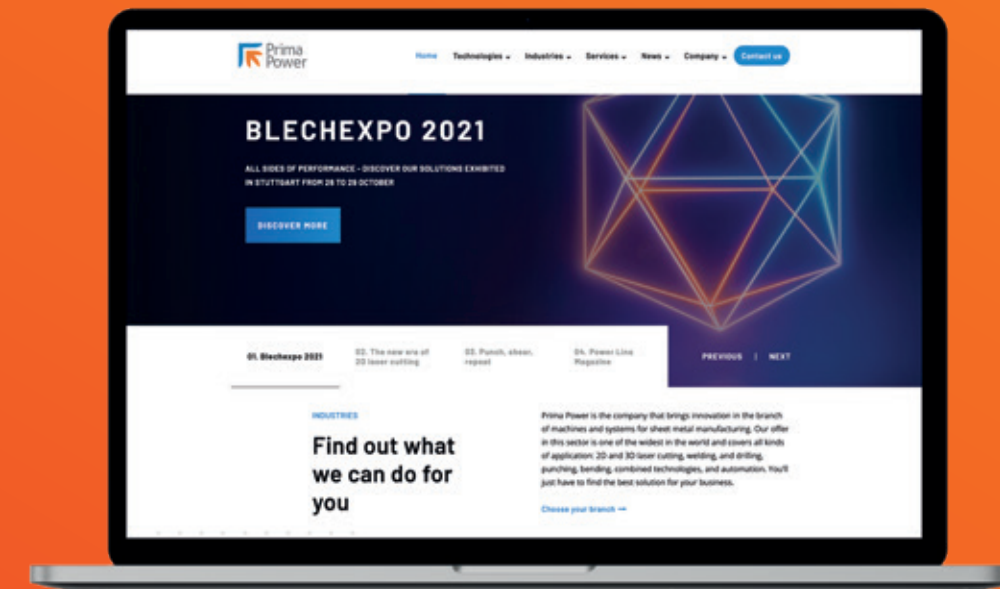 Prima
Power
Home Technologies Industries Services News Company Contact us
BLECHEXPO 2021
ALL SIDES OF PERFORMANCE - DISCOVER OUR SOLUTIONS EXHIBITED
IN STUTTGART FROM 26 TO 29 OCTOBER
DISCOVER MORE
01. Blechexpo 2021
02. The new era of
2D laser cutting
03. Punch, shear,
repeat
04. Power Line
Magazine
PREVIOUS | NEXT
INDUSTRIES
Find out what
we can do for
you
Prima Power is the company that brings innovation in the branch
of machines and systems for sheet metal manufacturing. Our offer
in this sector is one of the widest in the world and covers all kinds
of application: 2D and 3D laser cutting, welding, and drilling,
punching, bending, combined technologies, and automation. You'll
just have to find the best solution for your business.
Choose your branch →